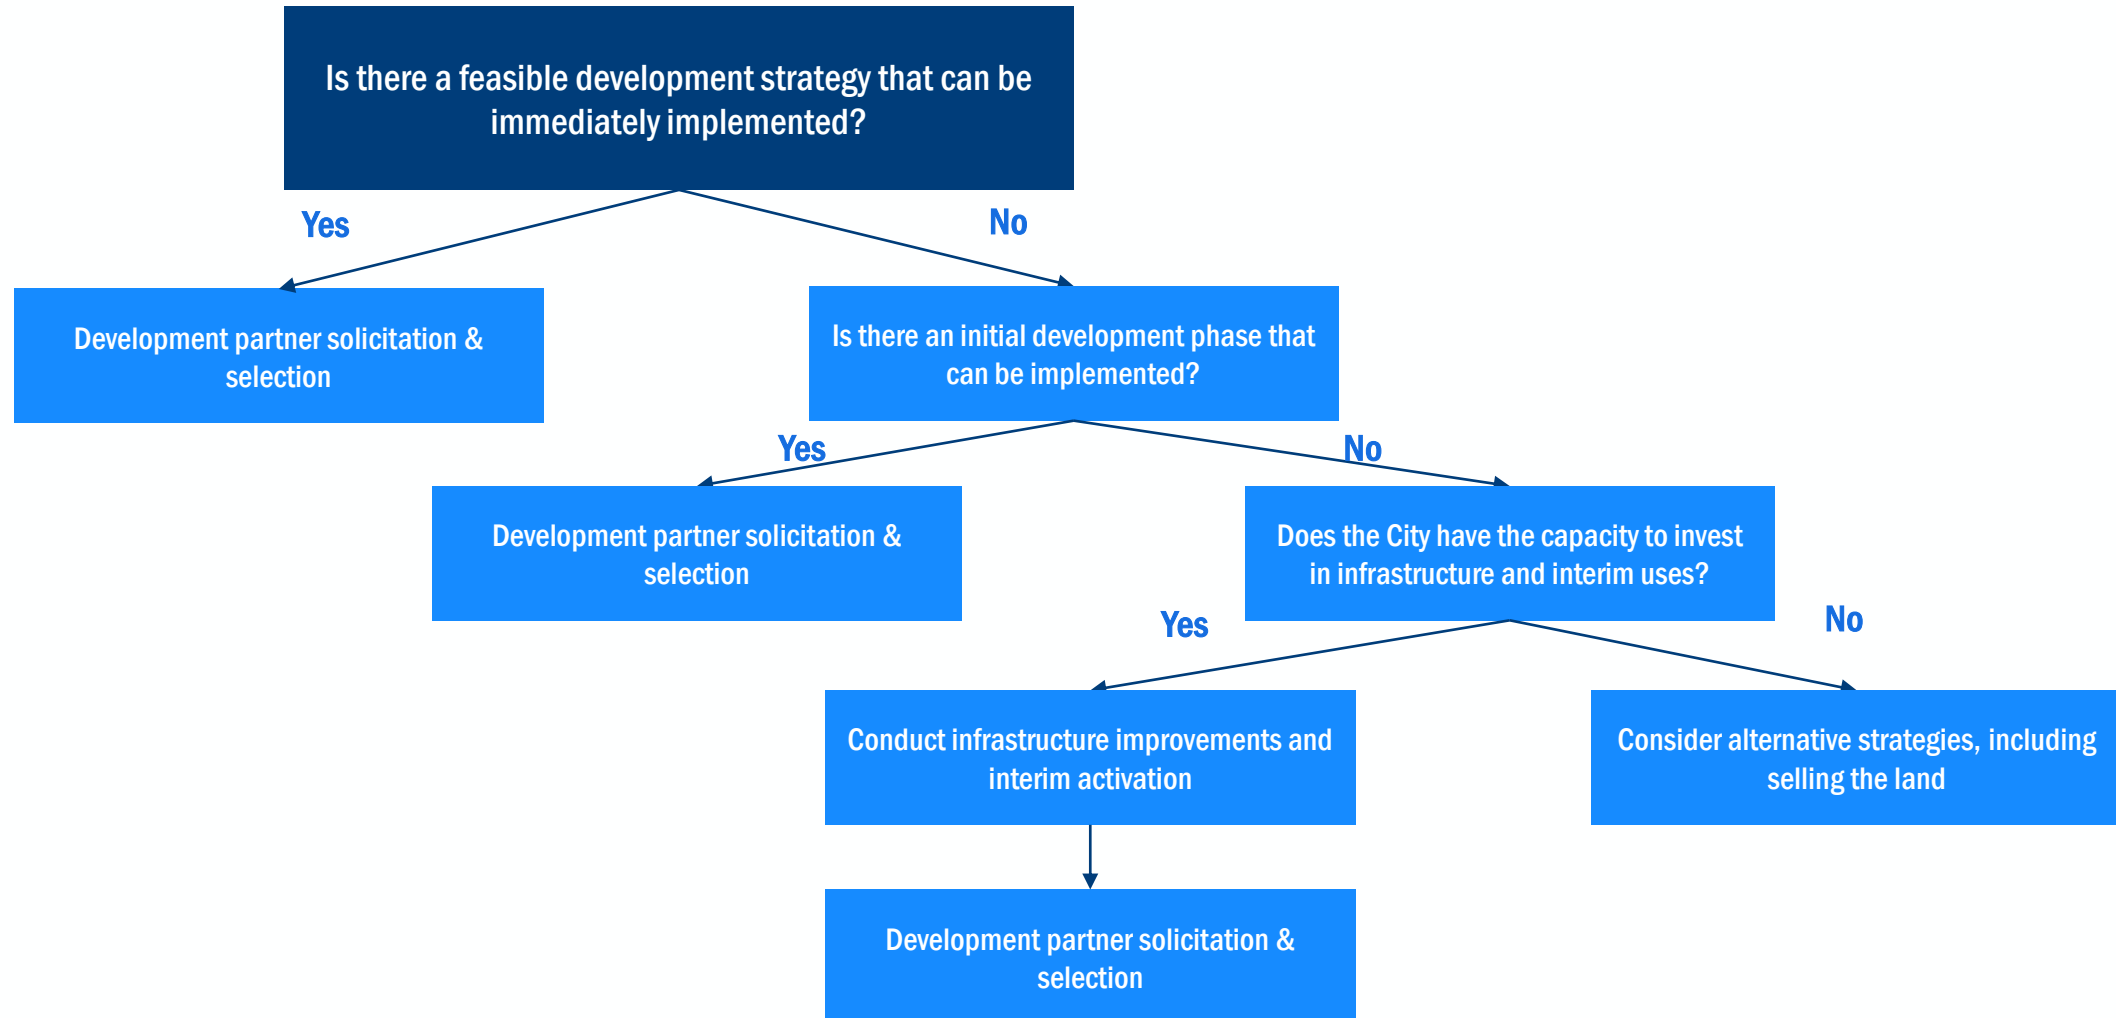 Is there a feasible development strategy that can be
immediately implemented?
Yes
No
Development partner solicitation &
selection
Is there an initial development phase that
can be implemented?
Yes
No
Development partner solicitation &
selection
Does the City have the capacity to invest
in infrastructure and interim uses?
Yes
No
Conduct infrastructure improvements and
interim activation
Consider alternative strategies, including
selling the land
Development partner solicitation &
selection